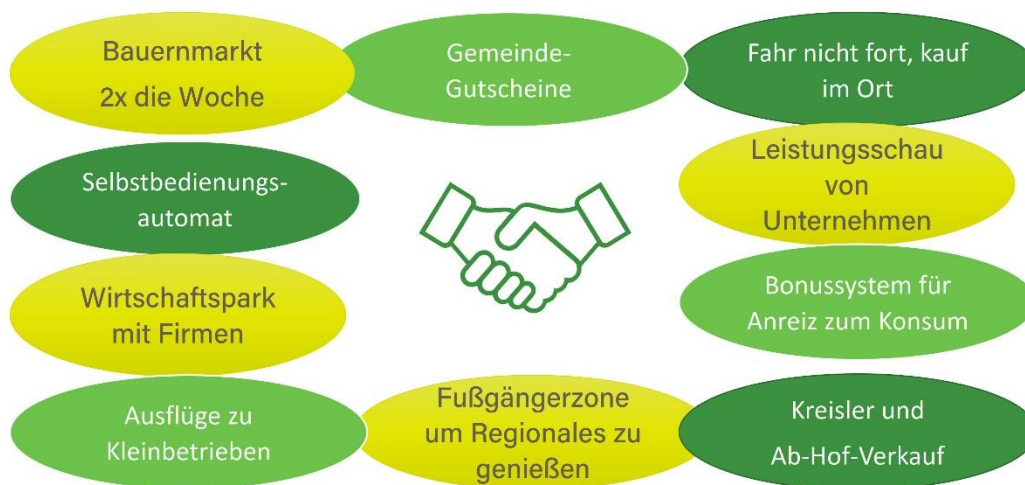 Bauernmarkt
2x die Woche
Gemeinde-
Gutscheine
Fahr nicht fort, kauf
im Ort
Selbstbedienungs-
automat
Leistungsschau
von
Unternehmen
Wirtschaftspark
mit Firmen
Bonussystem für
Anreiz zum Konsum
Ausflüge zu
Kleinbetrieben
Fußgängerzone
um Regionales zu
genießen
Kreisler und
Ab-Hof-Verkauf